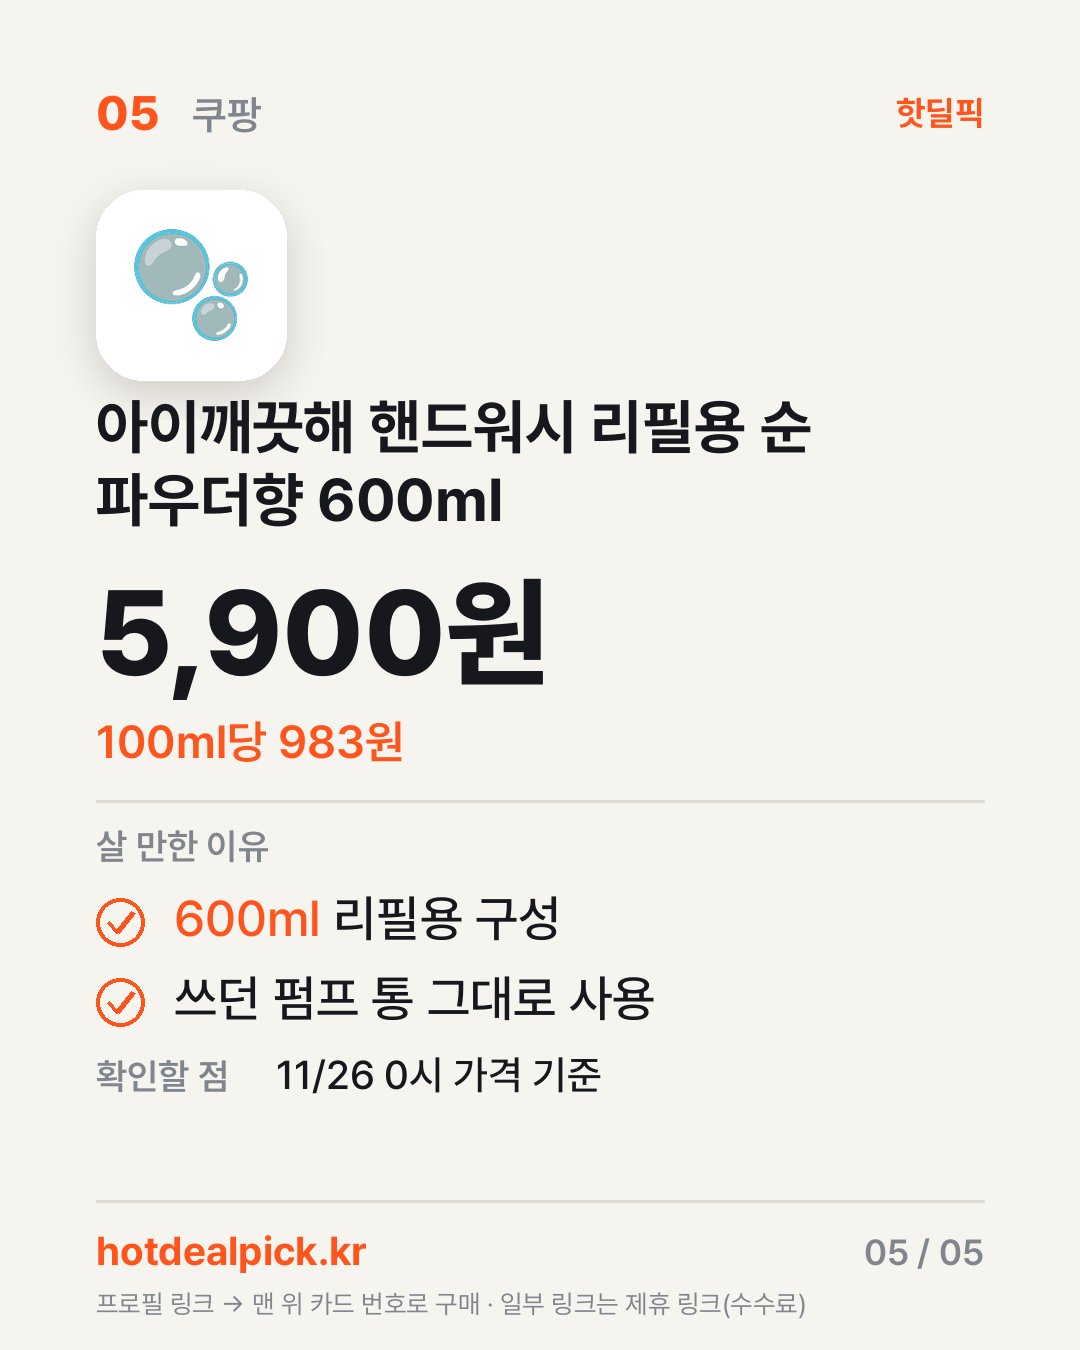 05 쿠팡
핫딜픽
아이깨끗해 핸드워시 리필용 순
파우더향 600ml
5,900원
100ml당 983원
살 만한 이유
600ml 리필용 구성
쓰던 펌프 통 그대로 사용
확인할 점 11/26 0시 가격 기준
hotdealpick.kr
05 / 05
프로필 링크 → 맨 위 카드 번호로 구매 · 일부 링크는 제휴 링크(수수료)